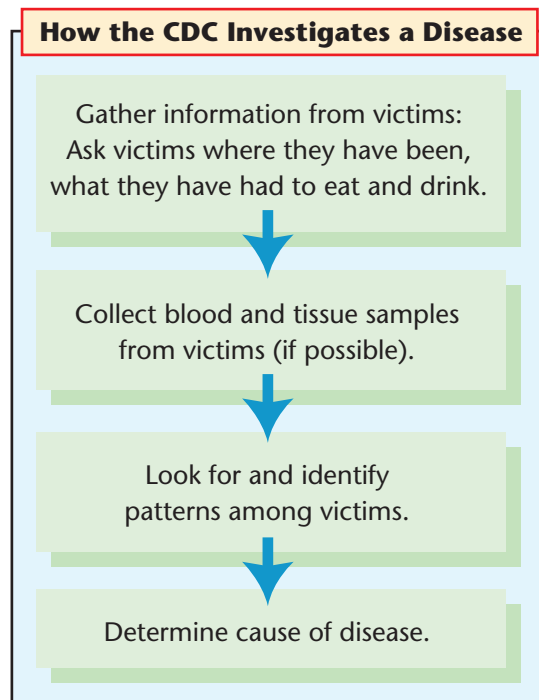 How the CDC Investigates a Disease
Gather information from victims:
Ask victims where they have been,
what they have had to eat and drink.
Collect blood and tissue samples
from victims (if possible).
Look for and identify
patterns among victims.
Determine cause of disease.